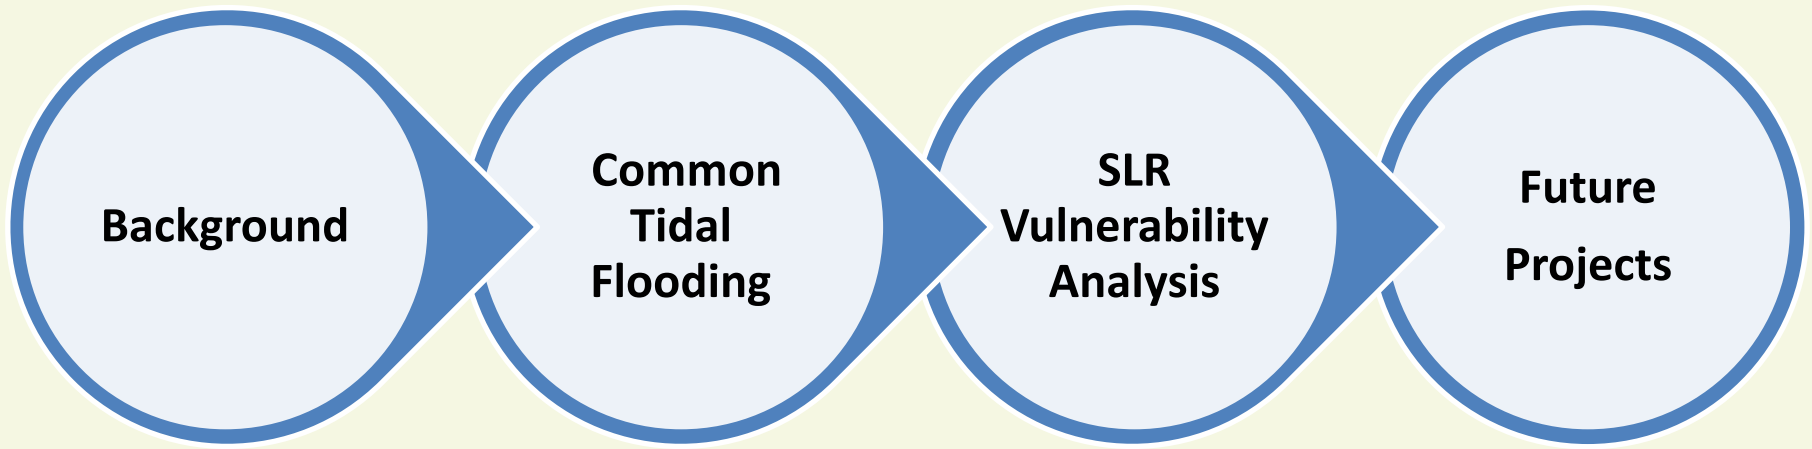 Background
Common
Tidal
Flooding
SLR
Vulnerability
Analysis
Future
Projects